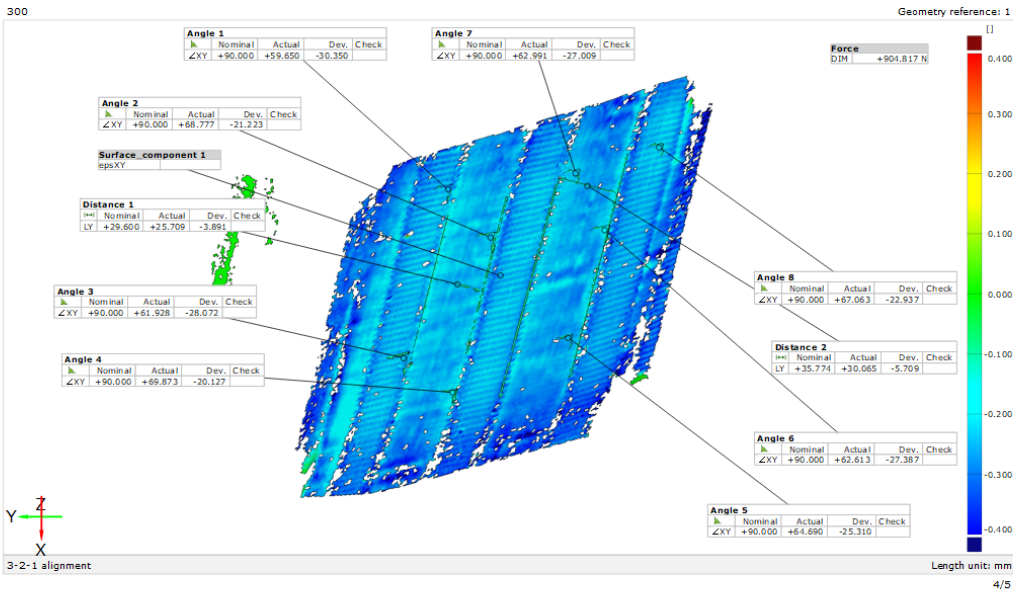 300
Geometry reference: 1
[]
Angle 1
Nominal Actual Dev. Check
∠XY +90.000 +59.650 -30.350
Angle 7
Nominal Actual Dev. Check
∠XY +90.000 +62.991 -27.009
Force
DIM +904.817 N
Angle 2
Nominal Actual Dev. Check
∠XY +90.000 +68.777 -21.223
Surface_component 1
epsXY
Distance 1
Nominal Actual Dev. Check
LY +29.600 +25.709 -3.891
Angle 3
Nominal Actual Dev. Check
∠XY +90.000 +61.928 -28.072
Angle 4
Nominal Actual Dev. Check
∠XY +90.000 +69.873 -20.127
Angle 8
Nominal Actual Dev. Check
∠XY +90.000 +67.063 -22.937
Distance 2
Nominal Actual Dev. Check
LY +35.774 +30.065 -5.709
Angle 6
Nominal Actual Dev. Check
∠XY +90.000 +62.613 -27.387
Angle 5
Nominal Actual Dev. Check
∠XY +90.000 +64.690 -25.310
0.400
0.300
0.200
0.100
0.000
-0.100
-0.200
-0.300
-0.400
Z
Y
X
3-2-1 alignment
Length unit: mm
4/5